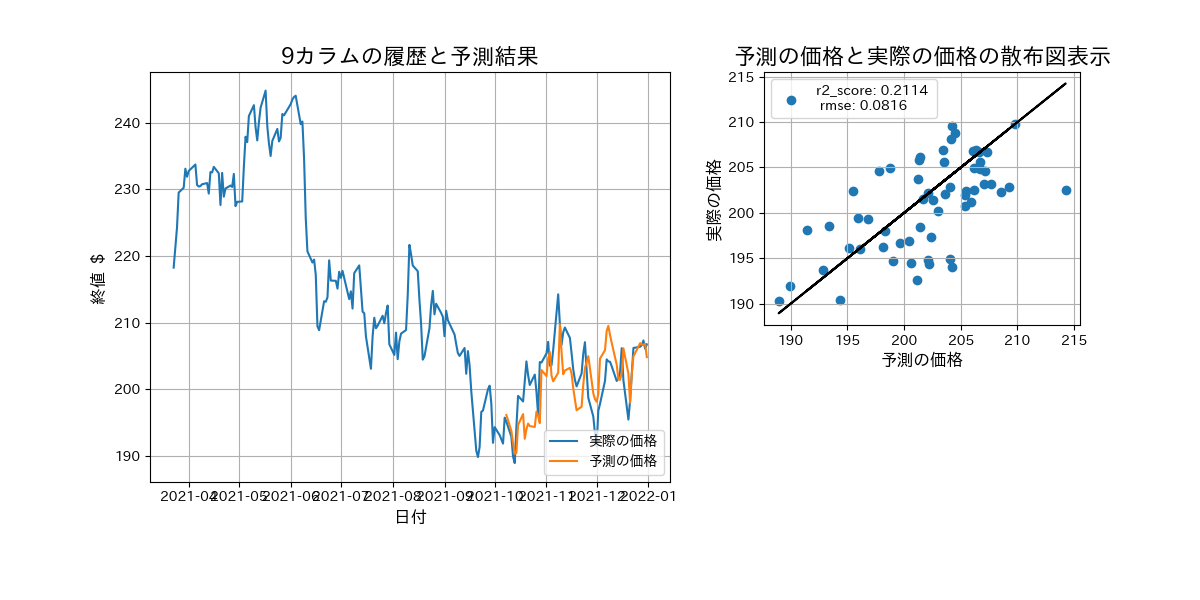 9カラムの履歴と予測結果
終値 $
240
230
220
210
200
190
2021-04
2021-05
2021-06
2021-07
2021-08
2021-09
2021-10
2021-11
2021-12
2022-01
日付
実際の価格
予測の価格
予測の価格と実際の価格の散布図表示
r2_score: 0.2114
rmse: 0.0816
実際の価格
215
210
205
200
195
190
190
195
200
205
210
215
予測の価格